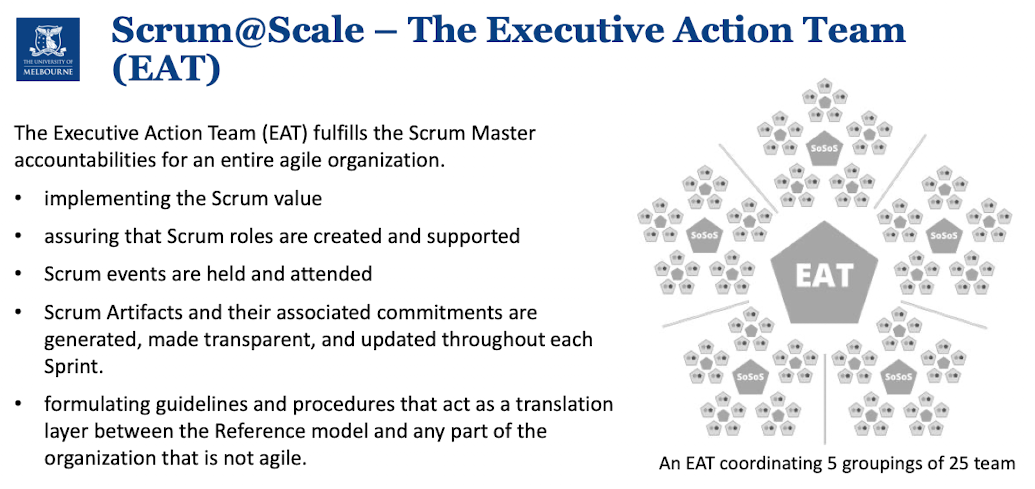 THE UNIVERSITY OF
MELBOURNE
Scrum@Scale – The Executive Action Team
(EAT)
The Executive Action Team (EAT) fulfills the Scrum Master
accountabilities for an entire agile organization.
• implementing the Scrum value
• assuring that Scrum roles are created and supported
• Scrum events are held and attended
• Scrum Artifacts and their associated commitments are
generated, made transparent, and updated throughout each
Sprint.
• formulating guidelines and procedures that act as a translation
layer between the Reference model and any part of the
organization that is not agile.
SoSoS
SoSoS
SoSoS
EAT
SoSoS
SoSoS
An EAT coordinating 5 groupings of 25 team